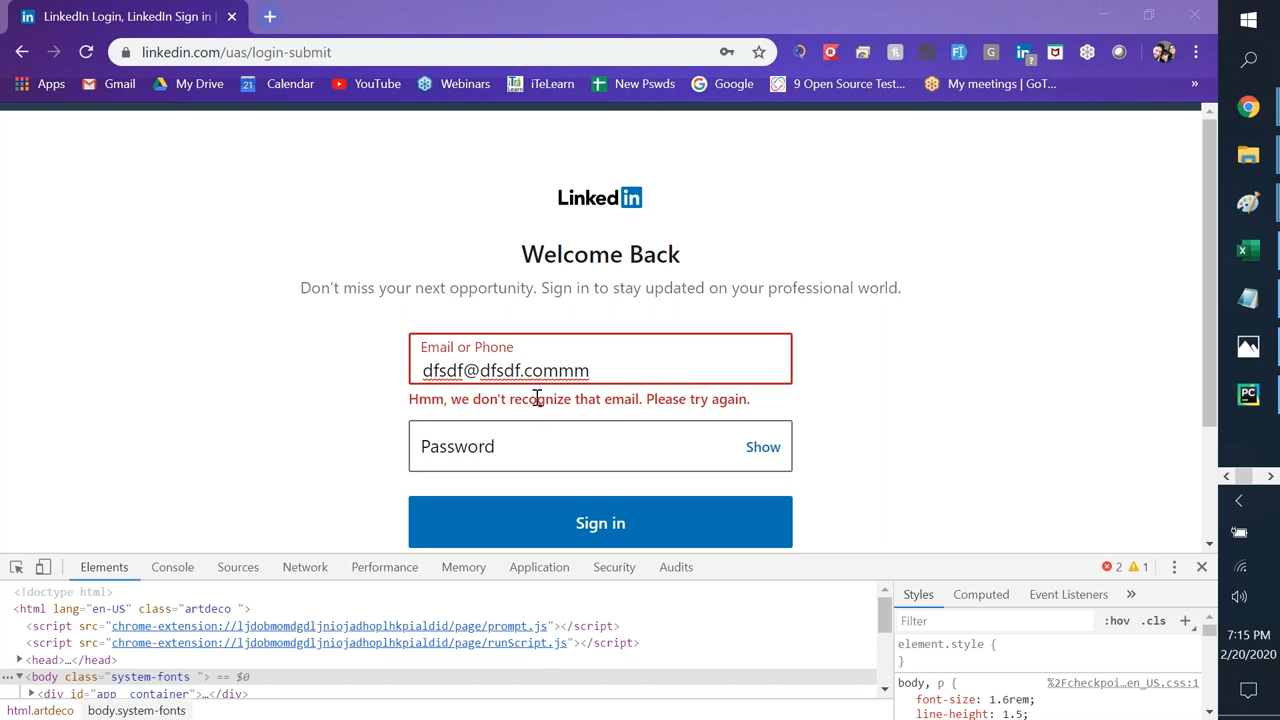 LinkedIn Login, LinkedIn Sign in
linkedin.com/uas/login-submit
Apps Gmail My Drive 31 Calendar YouTube Webinars iTeLearn New Pswds Google 9 Open Source Test... My meetings | GoT... »
LinkedIn
Welcome Back
Don't miss your next opportunity. Sign in to stay updated on your professional world.
Email or Phone
dfsdf@dfsdf.commm
Hmm, we don't recognize that email. Please try again.
Password Show
Sign in
Elements Console Sources Network Performance Memory Application Security Audits 2 1
<!doctype html>
<html lang="en-US" class="artdeco ">
<script src="chrome-extension://ljdobmomdgdljniojadhoplhkpialdid/page/prompt.js"></script>
<script src="chrome-extension://ljdobmomdgdljniojadhoplhkpialdid/page/runScript.js"></script>
<head>…</head>
<body class="system-fonts "> == $0
<div id="app__container">…</div>
html.artdeco body.system-fonts
Styles Computed Event Listeners »
Filter :hov .cls +
element.style {
}
body, p { %2Fcheckpoi…en_US.css:1
font-size: 1.6rem;
line-height: 1.5;
7:15 PM
2/20/2020